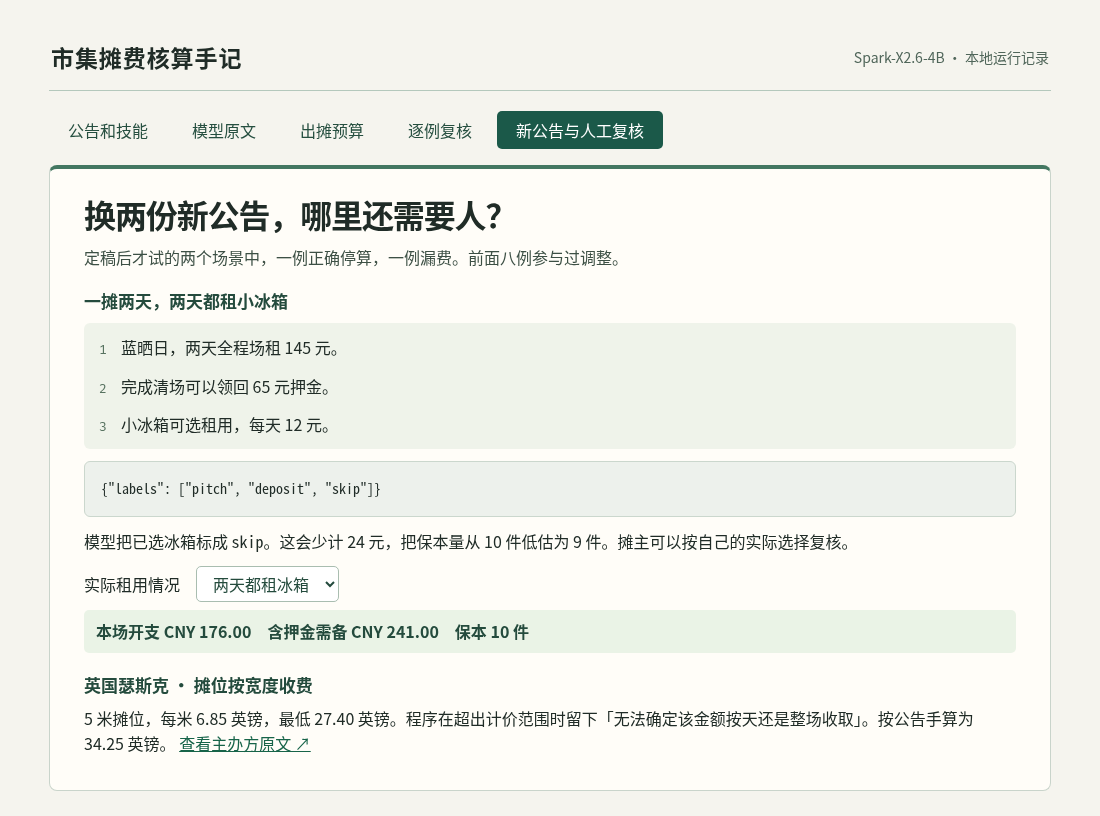 市集摊费核算手记
Spark-X2.6-4B · 本地运行记录
公告和技能
模型原文
出摊预算
逐例复核
新公告与人工复核
换两份新公告，哪里还需要人？
定稿后才试的两个场景中，一例正确停算，一例漏费。前面八例参与过调整。
一摊两天，两天都租小冰箱
1 蓝晒日，两天全程场租 145 元。
2 完成清场可以领回 65 元押金。
3 小冰箱可选租用，每天 12 元。
{"labels": ["pitch", "deposit", "skip"]}
模型把已选冰箱标成 skip。这会少计 24 元，把保本量从 10 件低估为 9 件。摊主可以按自己的实际选择复核。
实际租用情况 两天都租冰箱
本场开支 CNY 176.00 含押金需备 CNY 241.00 保本 10 件
英国瑟斯克 · 摊位按宽度收费
5 米摊位，每米 6.85 英镑，最低 27.40 英镑。程序在超出计价范围时留下「无法确定该金额按天还是整场收取」。按公告手算为
34.25 英镑。 查看主办方原文 ↗